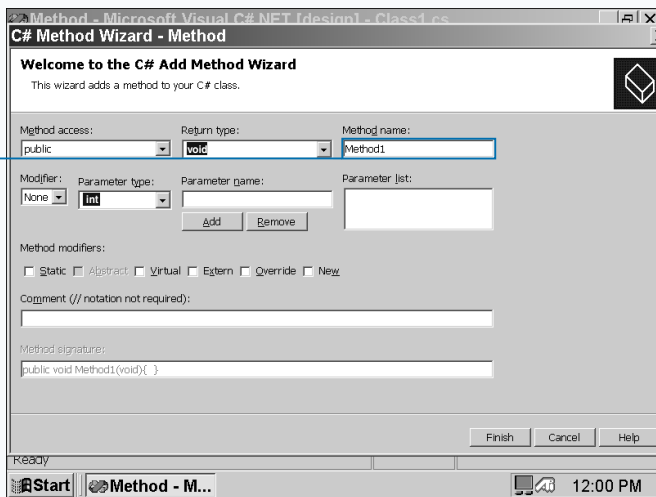 Method - Microsoft Visual C# .NET [design] - Class1.cs
C# Method Wizard - Method
Welcome to the C# Add Method Wizard
This wizard adds a method to your C# class.
Method access: Return type: Method name:
public void Method1
Modifier: Parameter type: Parameter name: Parameter list:
None int
Add Remove
Method modifiers:
Static Abstract Virtual Extern Override New
Comment (// notation not required):
Method signature:
public void Method1(void){ }
Finish Cancel Help
Ready
Start Method - M... 12:00 PM